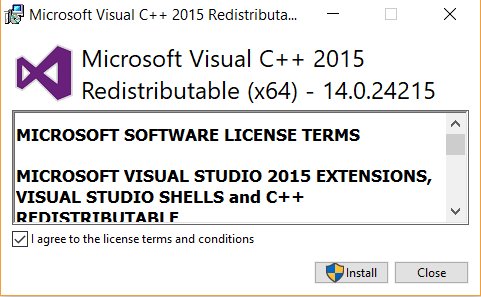 Microsoft Visual C++ 2015 Redistributa...
Microsoft Visual C++ 2015
Redistributable (x64) - 14.0.24215
MICROSOFT SOFTWARE LICENSE TERMS
MICROSOFT VISUAL STUDIO 2015 EXTENSIONS,
VISUAL STUDIO SHELLS and C++
REDISTRIBUTABLE
I agree to the license terms and conditions
Install
Close